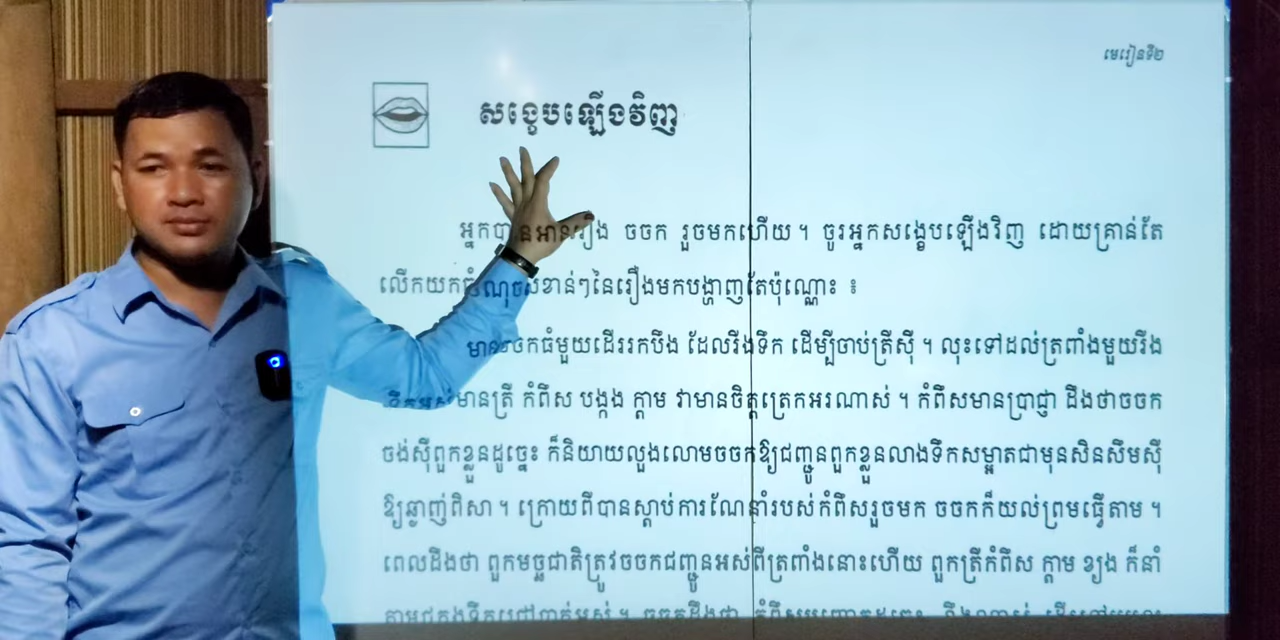 មេរៀនទី២
សង្ខេបឡើងវិញ
អ្នកបានអានរឿង ចចក រួចមកហើយ ។ ចូរអ្នកសង្ខេបឡើងវិញ ដោយគ្រាន់តែ
លើកយកចំណុចសំខាន់ៗនៃរឿងមកបង្ហាញតែប៉ុណ្ណោះ ៖
មានចចកធំមួយដើររកបឹង ដែលរីងទឹក ដើម្បីចាប់ត្រីស៊ី ។ លុះទៅដល់ត្រពាំងមួយរីង
ទឹកអស់ មានត្រី កំពឹស បង្កង ក្ដាម វាមានចិត្តត្រេកអរណាស់ ។ កំពឹសមានប្រាជ្ញា ដឹងថាចចក
ចង់ស៊ីពួកខ្លួនដូច្នេះ ក៏និយាយលួងលោមចចកឱ្យជញ្ជូនពួកខ្លួនលាងទឹកសម្អាតជាមុនសិនសឹមស៊ី
ឱ្យឆ្ងាញ់ពិសា ។ ក្រោយពីបានស្ដាប់ការណែនាំរបស់កំពឹសរួចមក ចចកក៏យល់ព្រមធ្វើតាម ។
ពេលដឹងថា ពួកមច្ឆជាតិត្រូវចចកជញ្ជូនអស់ពីត្រពាំងនោះហើយ ពួកត្រីកំពឹស ក្ដាម ខ្យង ក៏នាំ